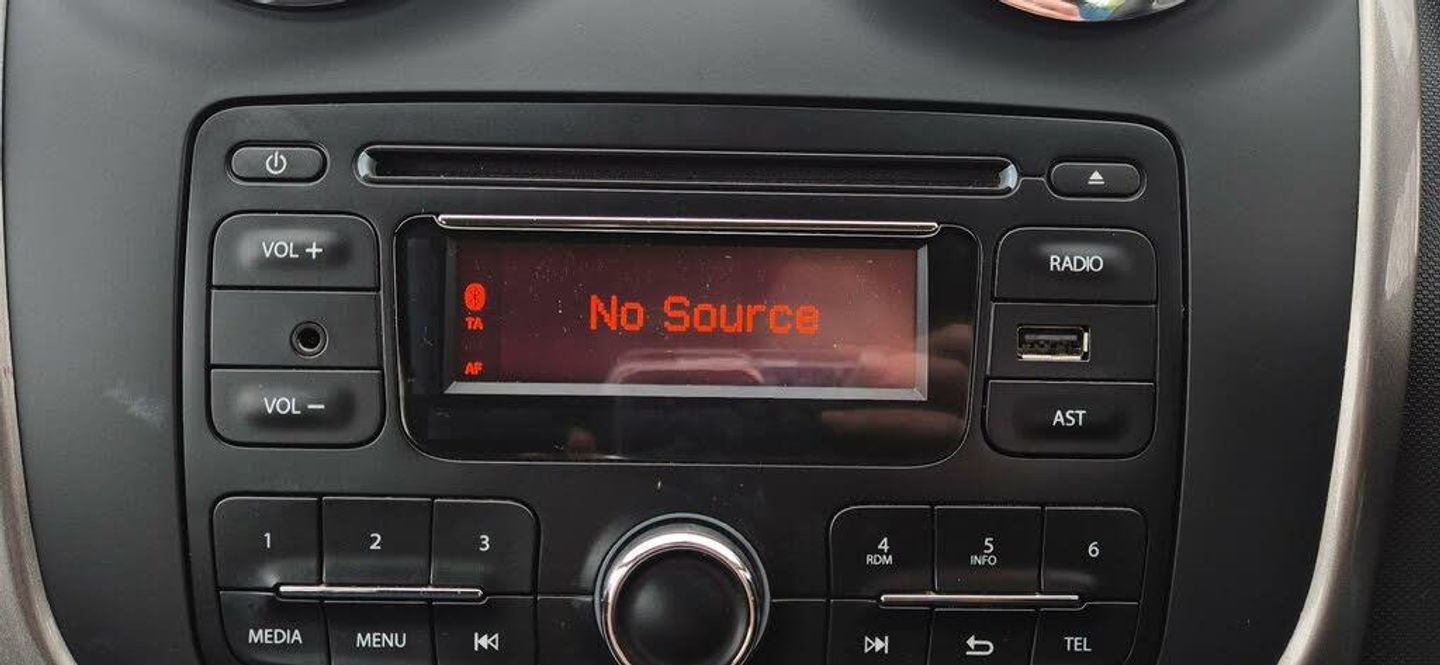 VOL +
RADIO
TA
No Source
AF
VOL −
AST
1
2
3
4
RDM
5
INFO
6
MEDIA
MENU
TEL